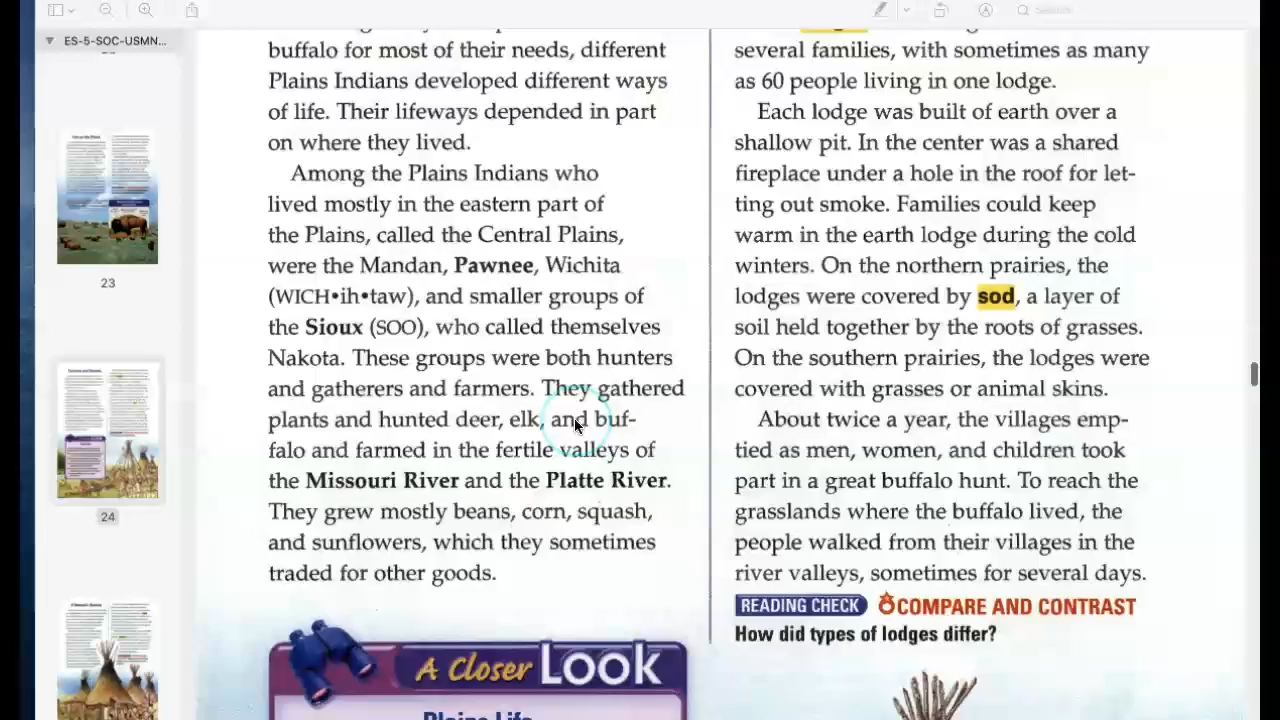 Search
ES-5-SOC-USMN...
23
24
buffalo for most of their needs, different
Plains Indians developed different ways
of life. Their lifeways depended in part
on where they lived.
Among the Plains Indians who
lived mostly in the eastern part of
the Plains, called the Central Plains,
were the Mandan, Pawnee, Wichita
(WICH•ih•taw), and smaller groups of
the Sioux (SOO), who called themselves
Nakota. These groups were both hunters
and gatherers and farmers. They gathered
plants and hunted deer, elk, and buf-
falo and farmed in the fertile valleys of
the Missouri River and the Platte River.
They grew mostly beans, corn, squash,
and sunflowers, which they sometimes
traded for other goods.
A Closer LOOK
Plains Life
several families, with sometimes as many
as 60 people living in one lodge.
Each lodge was built of earth over a
shallow pit. In the center was a shared
fireplace under a hole in the roof for let-
ting out smoke. Families could keep
warm in the earth lodge during the cold
winters. On the northern prairies, the
lodges were covered by sod, a layer of
soil held together by the roots of grasses.
On the southern prairies, the lodges were
covered with grasses or animal skins.
About twice a year, the villages emp-
tied as men, women, and children took
part in a great buffalo hunt. To reach the
grasslands where the buffalo lived, the
people walked from their villages in the
river valleys, sometimes for several days.
READING CHECK COMPARE AND CONTRAST
How did types of lodges differ?